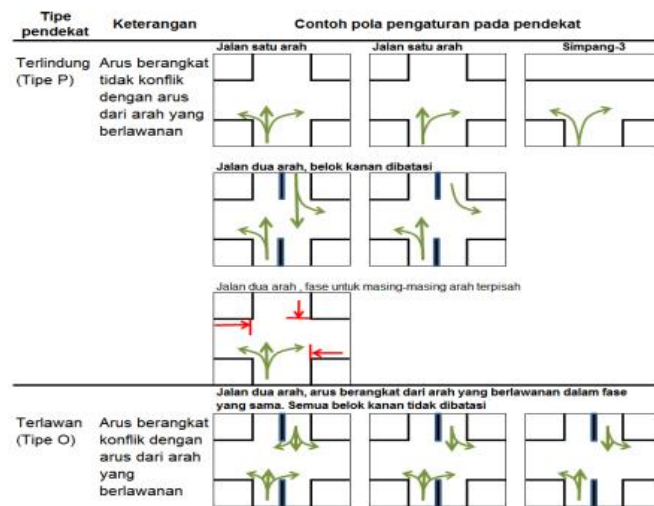 Tipe pendekat
Keterangan
Contoh pola pengaturan pada pendekat
Jalan satu arah
Jalan satu arah
Simpang-3
Terlindung
(Tipe P)
Arus berangkat
tidak konflik
dengan arus
dari arah yang
berlawanan
Jalan dua arah, belok kanan dibatasi
Jalan dua arah , fase untuk masing-masing arah terpisah
Jalan dua arah, arus berangkat dari arah yang berlawanan dalam fase
yang sama. Semua belok kanan tidak dibatasi
Terlawan
(Tipe O)
Arus berangkat
konflik dengan
arus dari arah
yang
berlawanan